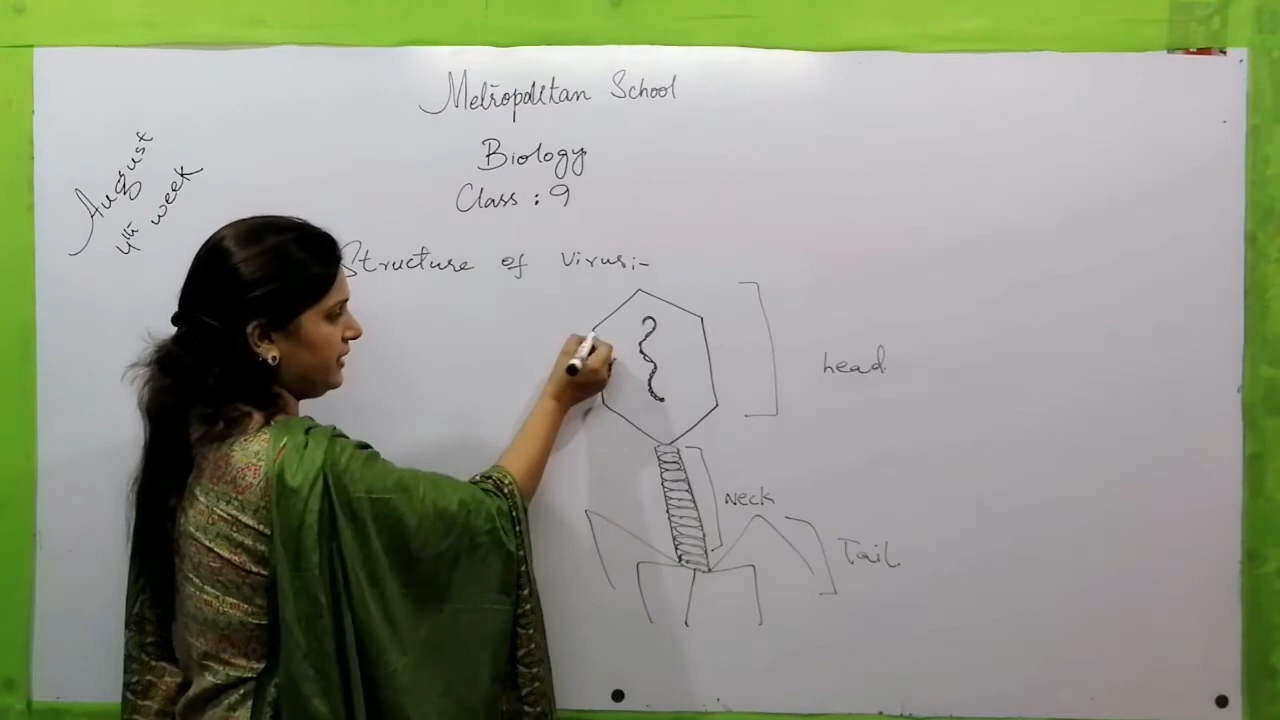 Metropolitan School
Biology
Class : 9
August
4th week
Structure of virus:-
head
Neck
Tail